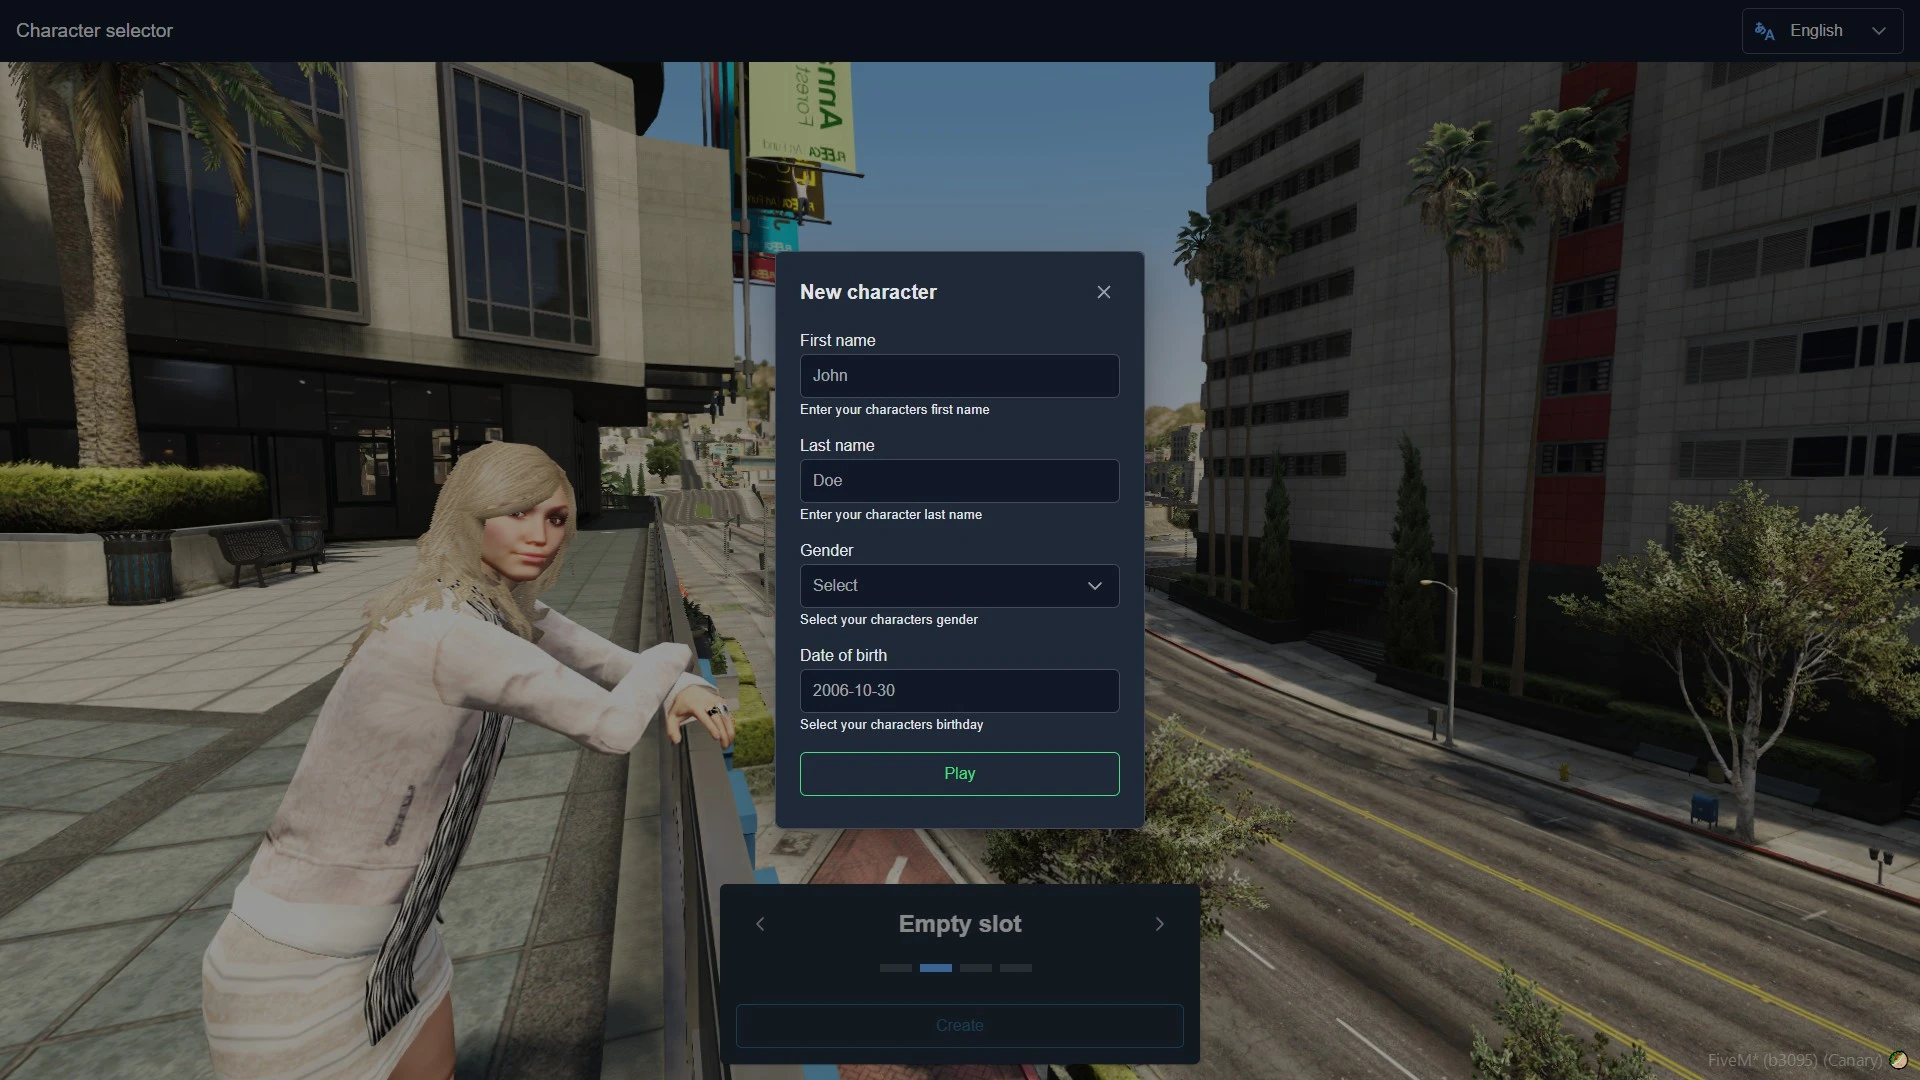 Character selector
English
New character
First name
John
Enter your characters first name
Last name
Doe
Enter your character last name
Gender
Select
Select your characters gender
Date of birth
2006-10-30
Select your characters birthday
Play
Empty slot
Create
FiveM* (b3095) (Canary)